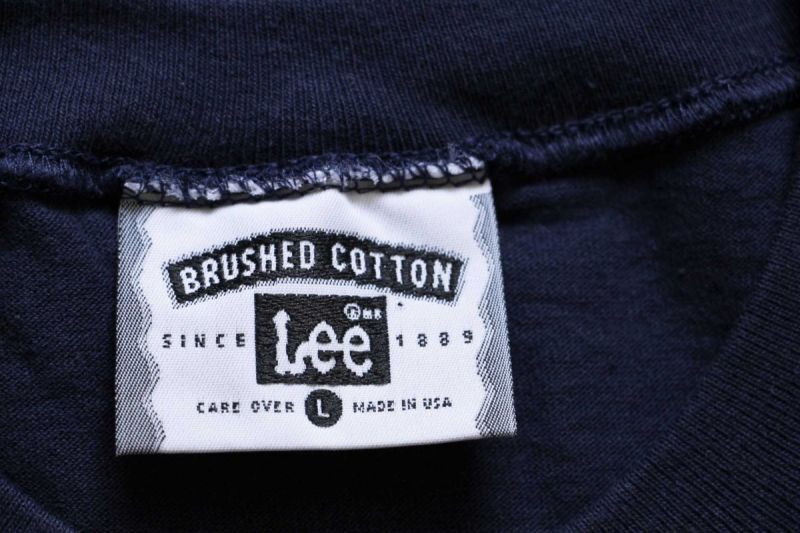 BRUSHED COTTON
SINCE Lee ® MR 1889
CARE OVER L MADE IN USA